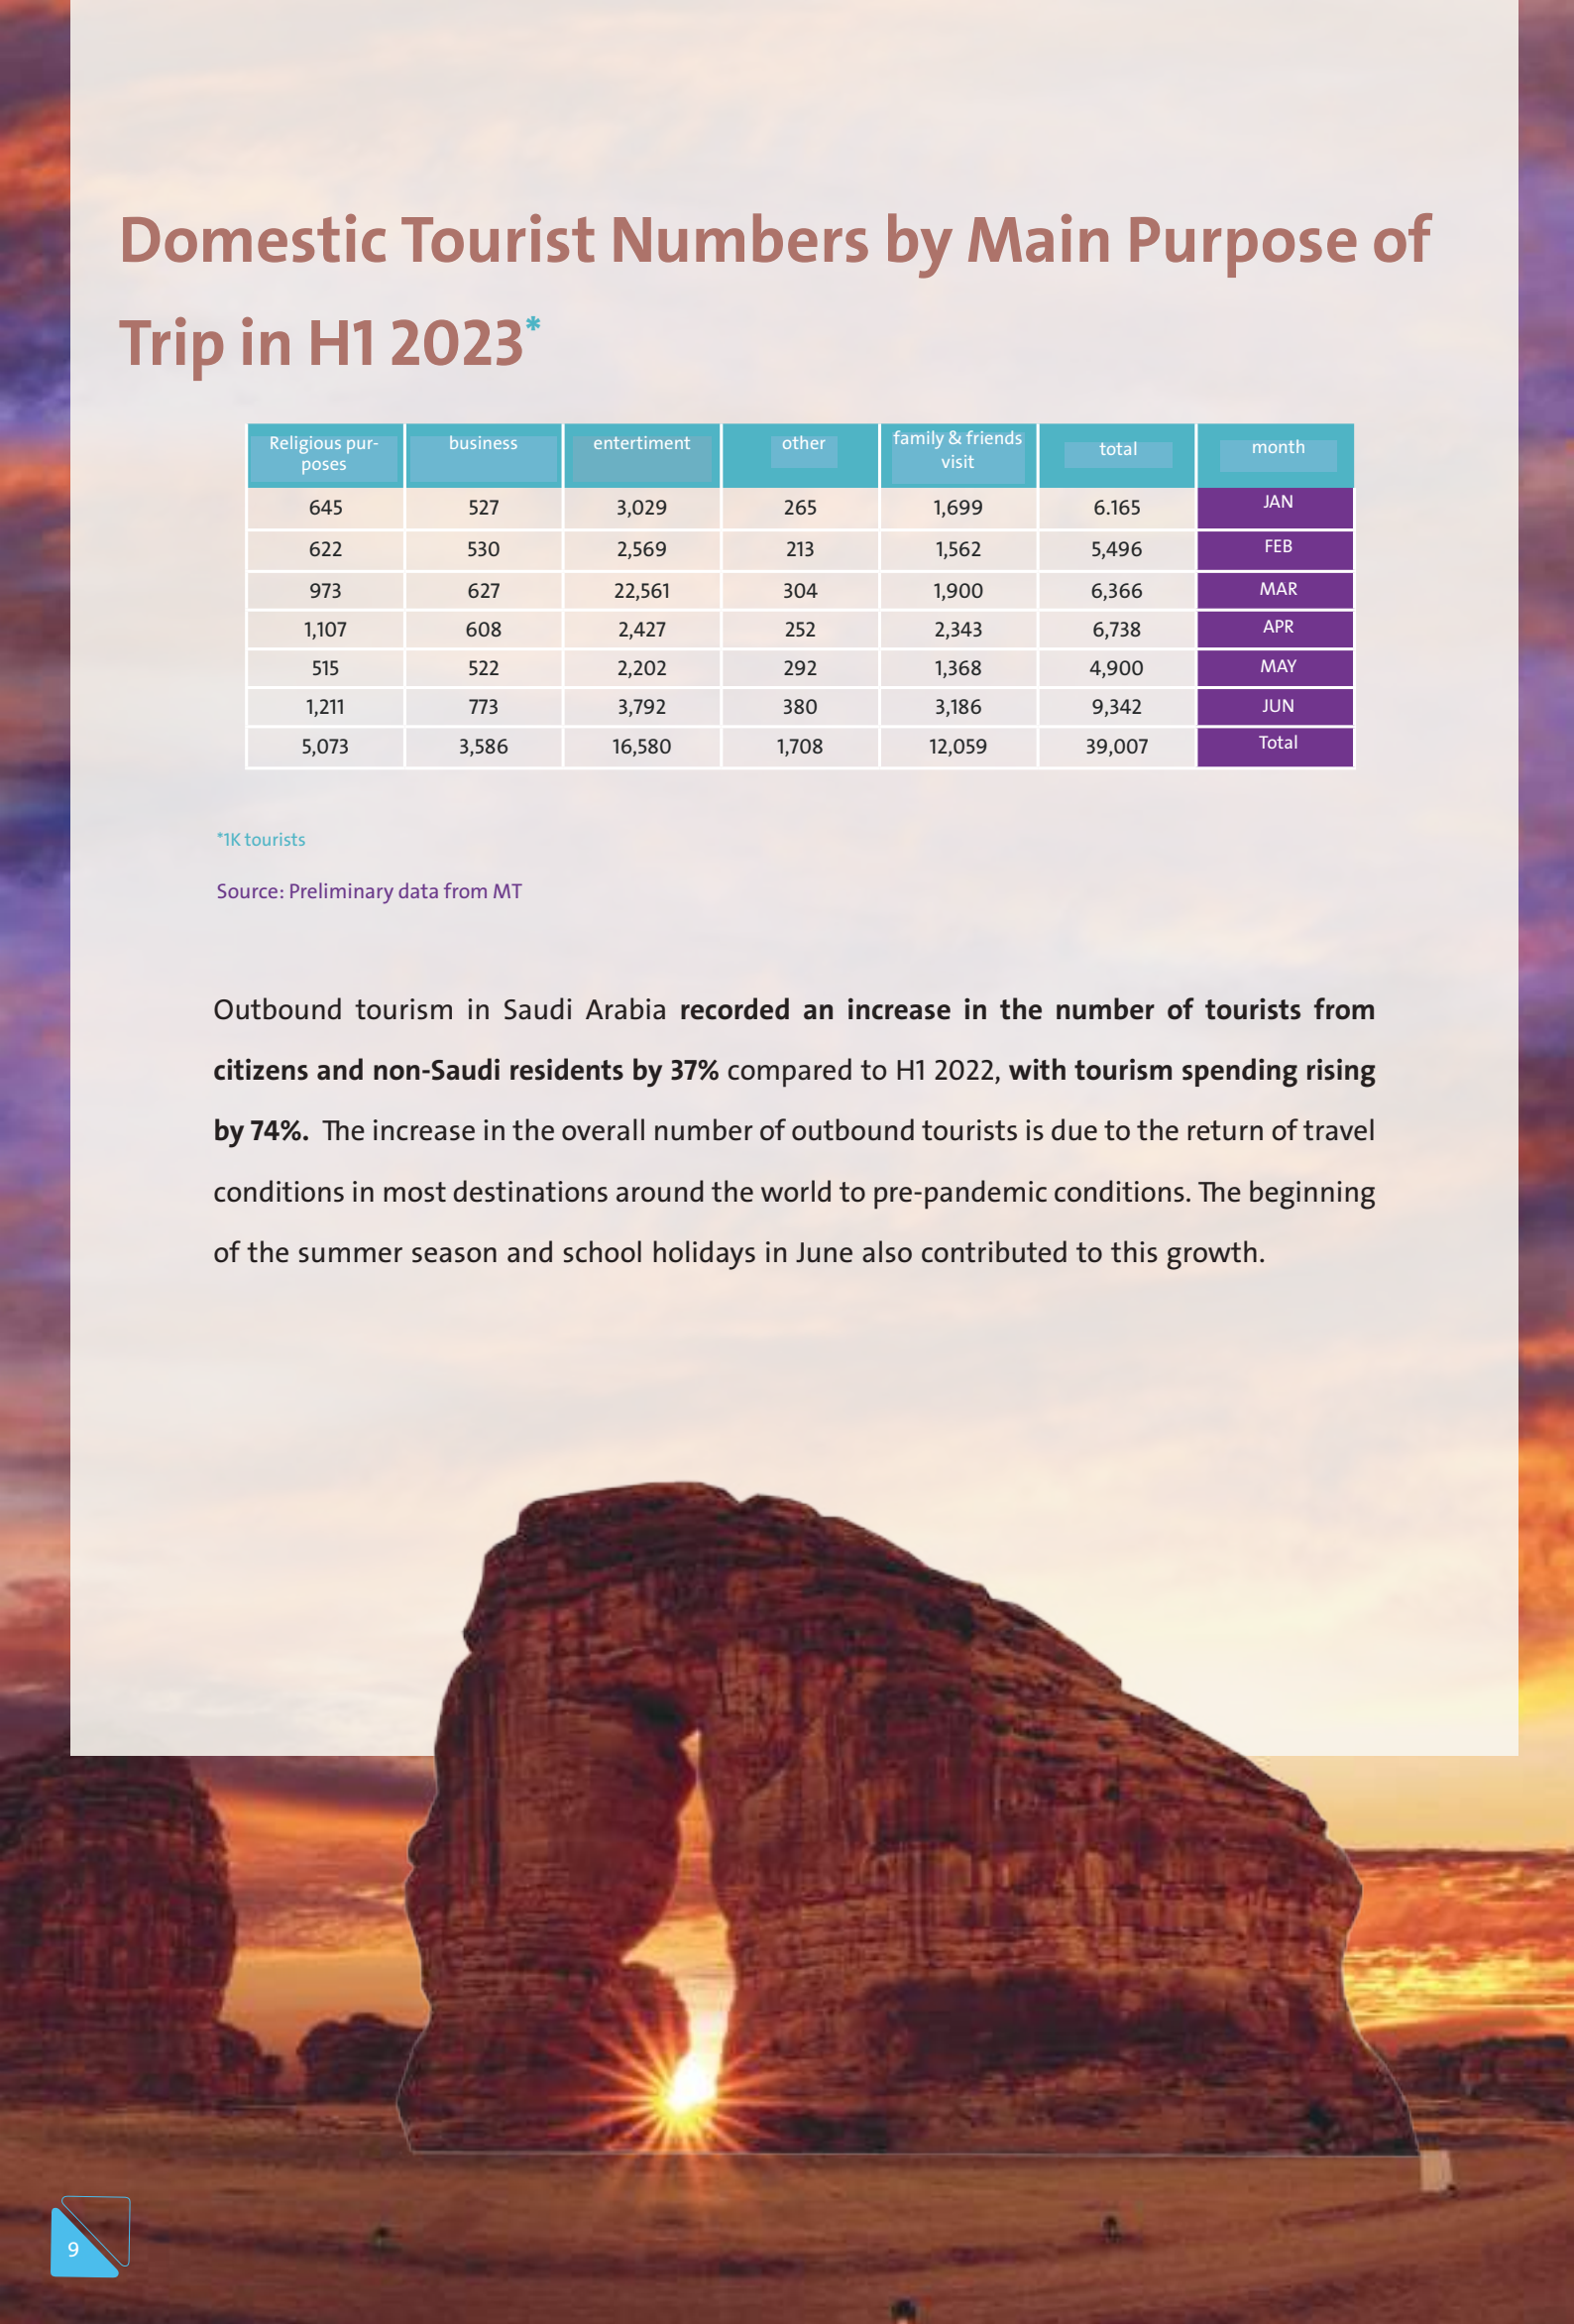 Domestic Tourist Numbers by Main Purpose of
Trip in H1 2023*
Religious pur-
poses
business
entertiment
other
family & friends
visit
total
month
645 527 3,029 265 1,699 6.165 JAN
622 530 2,569 213 1,562 5,496 FEB
973 627 22,561 304 1,900 6,366 MAR
1,107 608 2,427 252 2,343 6,738 APR
515 522 2,202 292 1,368 4,900 MAY
1,211 773 3,792 380 3,186 9,342 JUN
5,073 3,586 16,580 1,708 12,059 39,007 Total
*1K tourists
Source: Preliminary data from MT
Outbound tourism in Saudi Arabia recorded an increase in the number of tourists from
citizens and non-Saudi residents by 37% compared to H1 2022, with tourism spending rising
by 74%. The increase in the overall number of outbound tourists is due to the return of travel
conditions in most destinations around the world to pre-pandemic conditions. The beginning
of the summer season and school holidays in June also contributed to this growth.
9